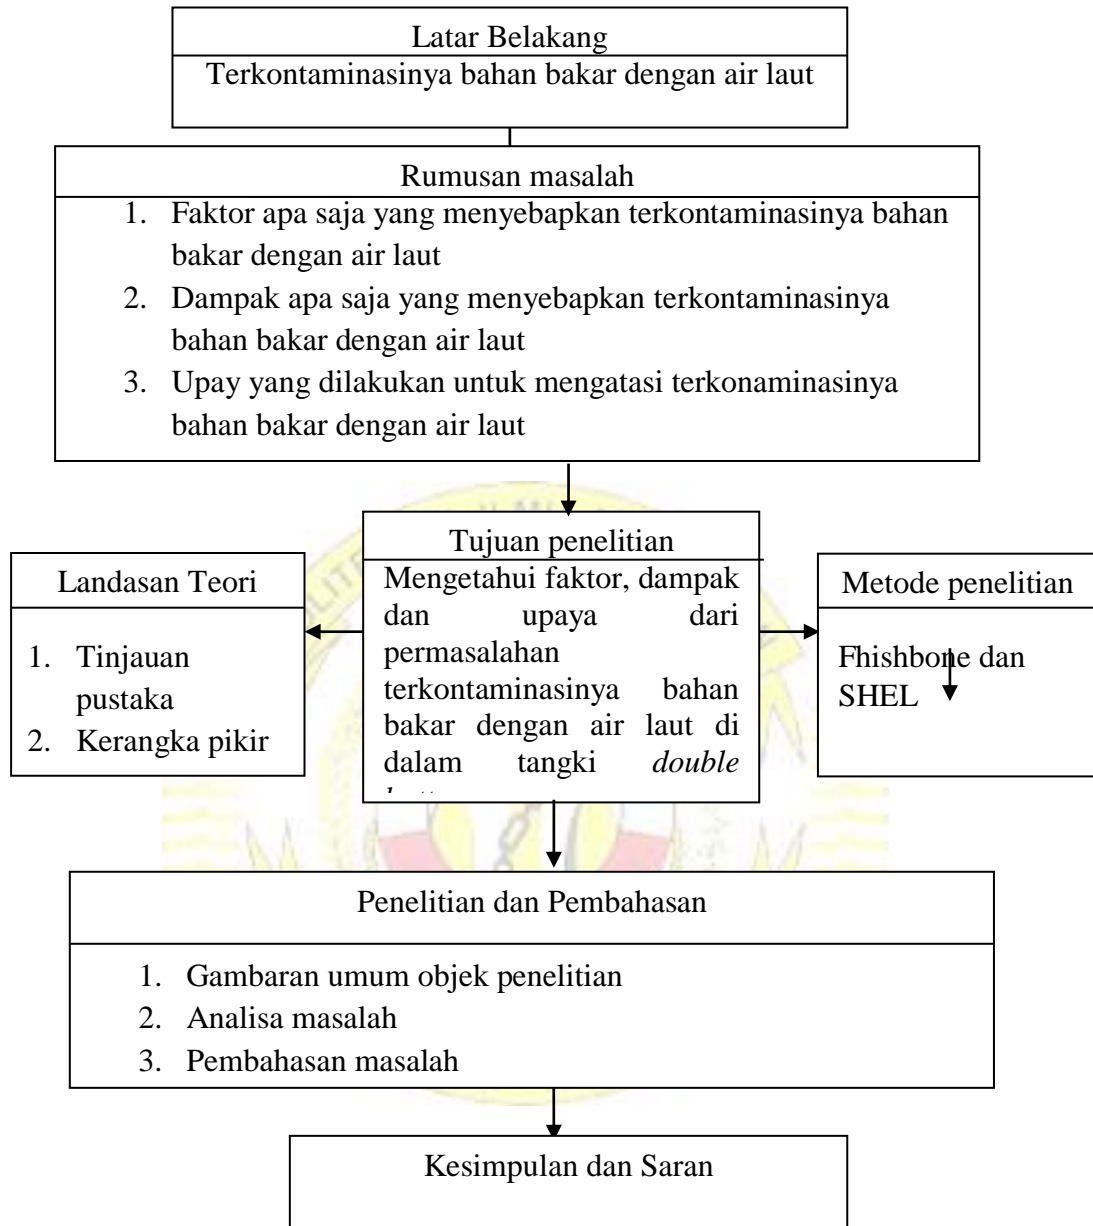 Latar Belakang
Terkontaminasinya bahan bakar dengan air laut
Rumusan masalah
1. Faktor apa saja yang menyebapkan terkontaminasinya bahan
bakar dengan air laut
2. Dampak apa saja yang menyebapkan terkontaminasinya
bahan bakar dengan air laut
3. Upay yang dilakukan untuk mengatasi terkonaminasinya
bahan bakar dengan air laut
Landasan Teori
1. Tinjauan
pustaka
2. Kerangka pikir
Tujuan penelitian
Mengetahui faktor, dampak
dan upaya dari
permasalahan
terkontaminasinya bahan
bakar dengan air laut di
dalam tangki double
Metode penelitian
Fhishbone dan
SHEL
Penelitian dan Pembahasan
1. Gambaran umum objek penelitian
2. Analisa masalah
3. Pembahasan masalah
Kesimpulan dan Saran